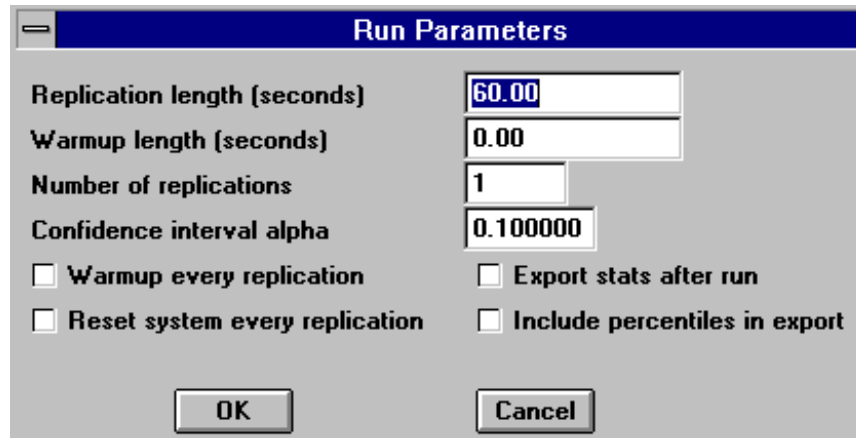 Run Parameters
Replication length (seconds) 60.00
Warmup length (seconds) 0.00
Number of replications 1
Confidence interval alpha 0.100000
Warmup every replication Export stats after run
Reset system every replication Include percentiles in export
OK Cancel